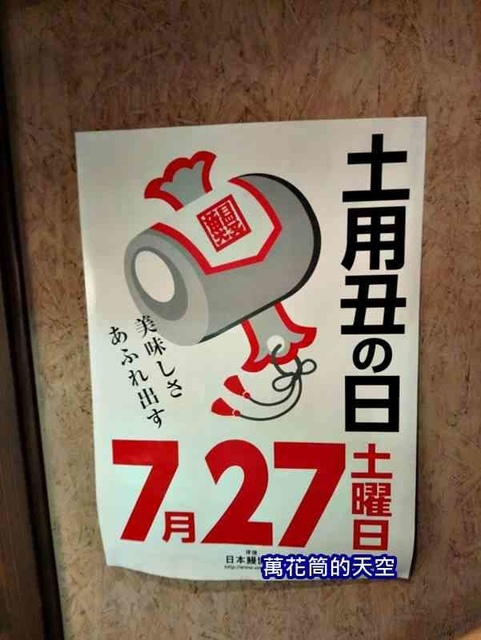 土用丑の日
美味しさ
あふれ出す
7月27土曜日
日本鰻
萬花筒的天空